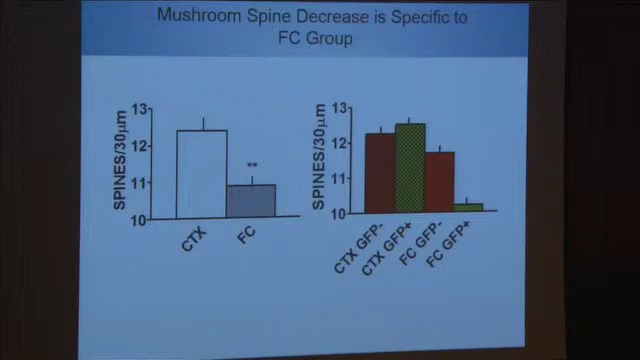 Mushroom Spine Decrease is Specific to
FC Group
13
12
11
10
SPINES/30μm
**
CTX
FC
13
12
11
10
SPINES/30μm
CTX GFP-
CTX GFP+
FC GFP-
FC GFP+